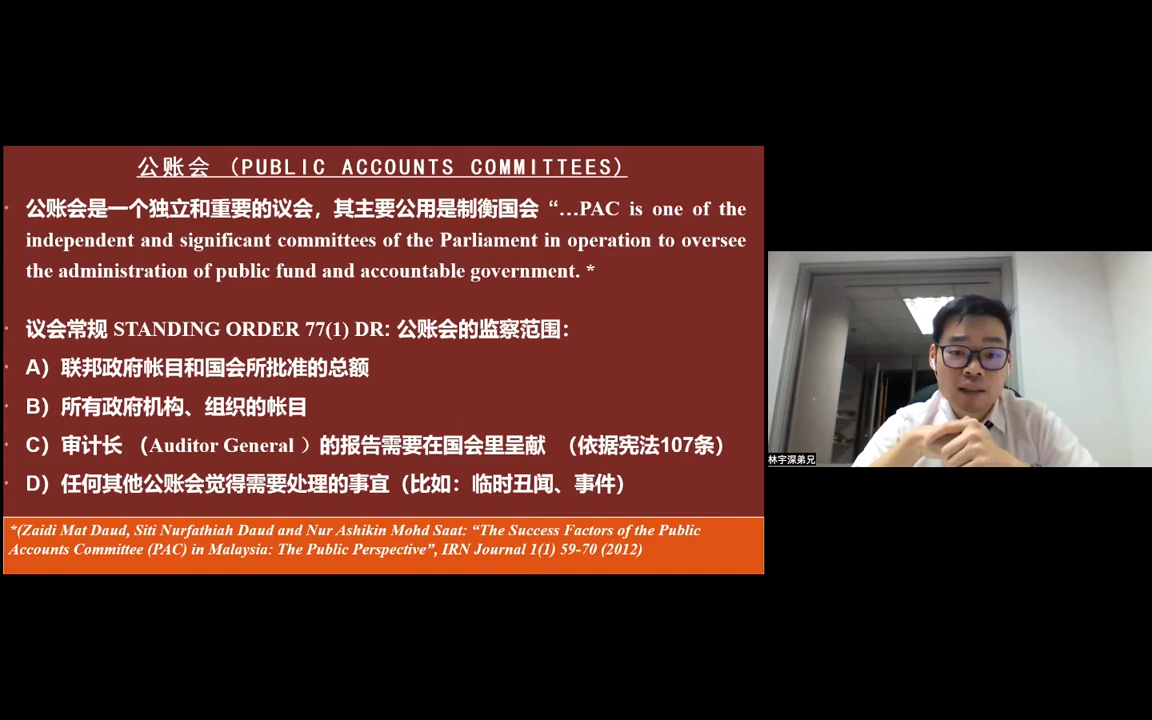 公账会 (PUBLIC ACCOUNTS COMMITTEES)
公账会是一个独立和重要的议会，其主要公用是制衡国会 “…PAC is one of the
independent and significant committees of the Parliament in operation to oversee
the administration of public fund and accountable government. *
议会常规 STANDING ORDER 77(1) DR: 公账会的监察范围：
A）联邦政府帐目和国会所批准的总额
B）所有政府机构、组织的帐目
C）审计长 （Auditor General ）的报告需要在国会里呈献 （依据宪法107条）
D）任何其他公账会觉得需要处理的事宜（比如：临时丑闻、事件）
*(Zaidi Mat Daud, Siti Nurfathiah Daud and Nur Ashikin Mohd Saat: “The Success Factors of the Public
Accounts Committee (PAC) in Malaysia: The Public Perspective”, IRN Journal 1(1) 59-70 (2012)
林宇深弟兄